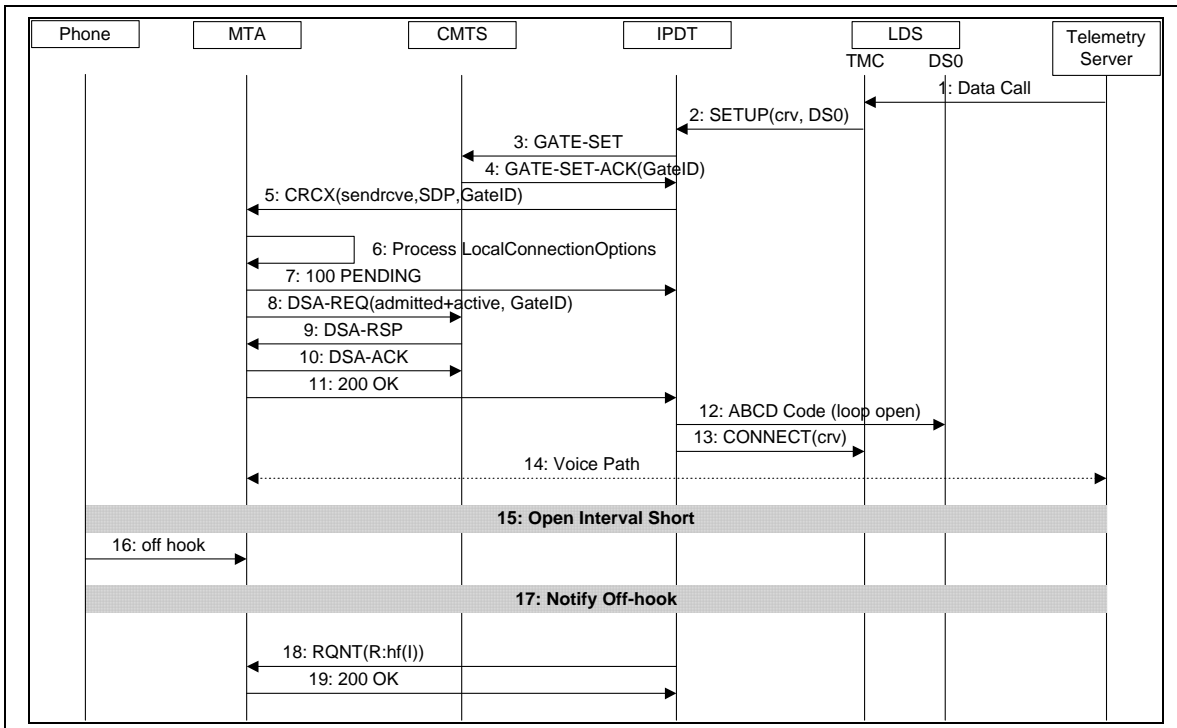 Phone
MTA
CMTS
IPDT
LDS
Telemetry
Server
TMC
DS0
1: Data Call
2: SETUP(crv, DS0)
3: GATE-SET
4: GATE-SET-ACK(GateID)
5: CRCX(sendrcve,SDP,GateID)
6: Process LocalConnectionOptions
7: 100 PENDING
8: DSA-REQ(admitted+active, GateID)
9: DSA-RSP
10: DSA-ACK
11: 200 OK
12: ABCD Code (loop open)
13: CONNECT(crv)
14: Voice Path
15: Open Interval Short
16: off hook
17: Notify Off-hook
18: RQNT(R:hf(I))
19: 200 OK